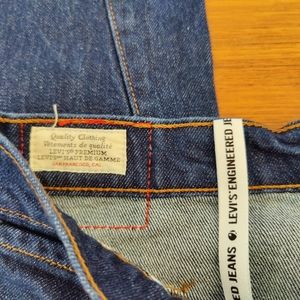 Quality Clothing
Vêtements de qualité
LEVI'S® PREMIUM
LEVI'S® HAUT DE GAMME
SAN FRANCISCO, CAL.
ED JEANS LEVI'S® ENGINEERED JE